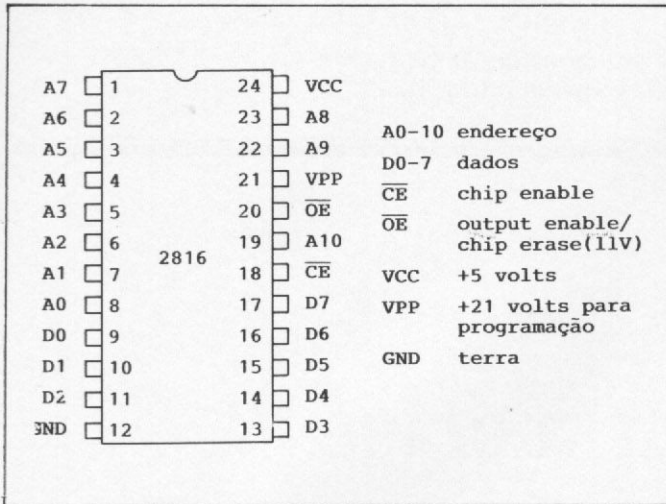 A7 1 24 VCC
A6 2 23 A8
A5 3 22 A9
A4 4 21 VPP
A3 5 20 OE
A2 6 19 A10
A1 7 18 CE
A0 8 17 D7
D0 9 16 D6
D1 10 15 D5
D2 11 14 D4
GND 12 13 D3
2816
A0-10 endereço
D0-7 dados
CE chip enable
OE output enable/
chip erase(11V)
VCC +5 volts
VPP +21 volts para
programação
GND terra